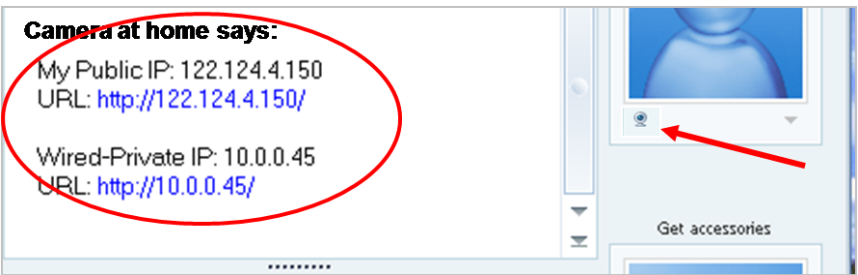 Camera at home says:
My Public IP: 122.124.4.150
URL: http://122.124.4.150/
Wired-Private IP: 10.0.0.45
URL: http://10.0.0.45/
Get accessories